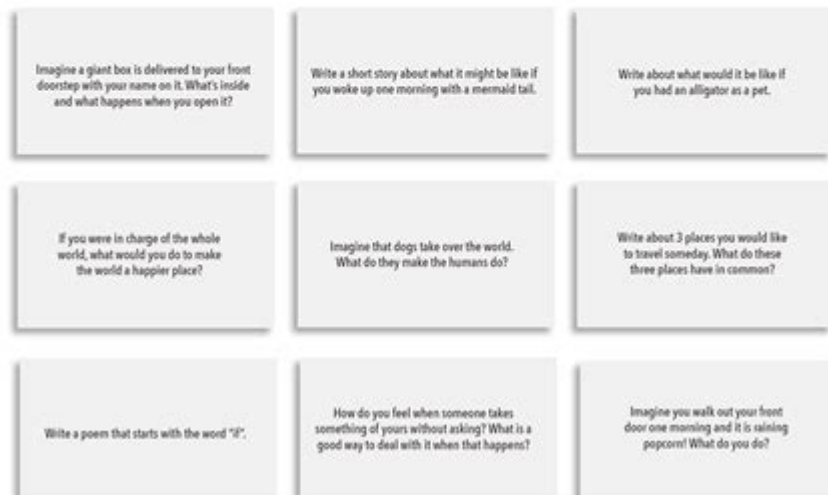 Imagine a giant box is delivered to your front
doorstep with your name on it. What's inside
and what happens when you open it?
Write a short story about what it might be like if
you woke up one morning with a mermaid tail.
Write about what would it be like if
you had an alligator as a pet.
If you were in charge of the whole
world, what would you do to make
the world a happier place?
Imagine that dogs take over the world.
What do they make the humans do?
Write about 3 places you would like
to travel someday. What do these
three places have in common?
Write a poem that starts with the word "if".
How do you feel when someone takes
something of yours without asking? What is a
good way to deal with it when that happens?
Imagine you walk out your front
door one morning and it is raining
popcorn! What do you do?